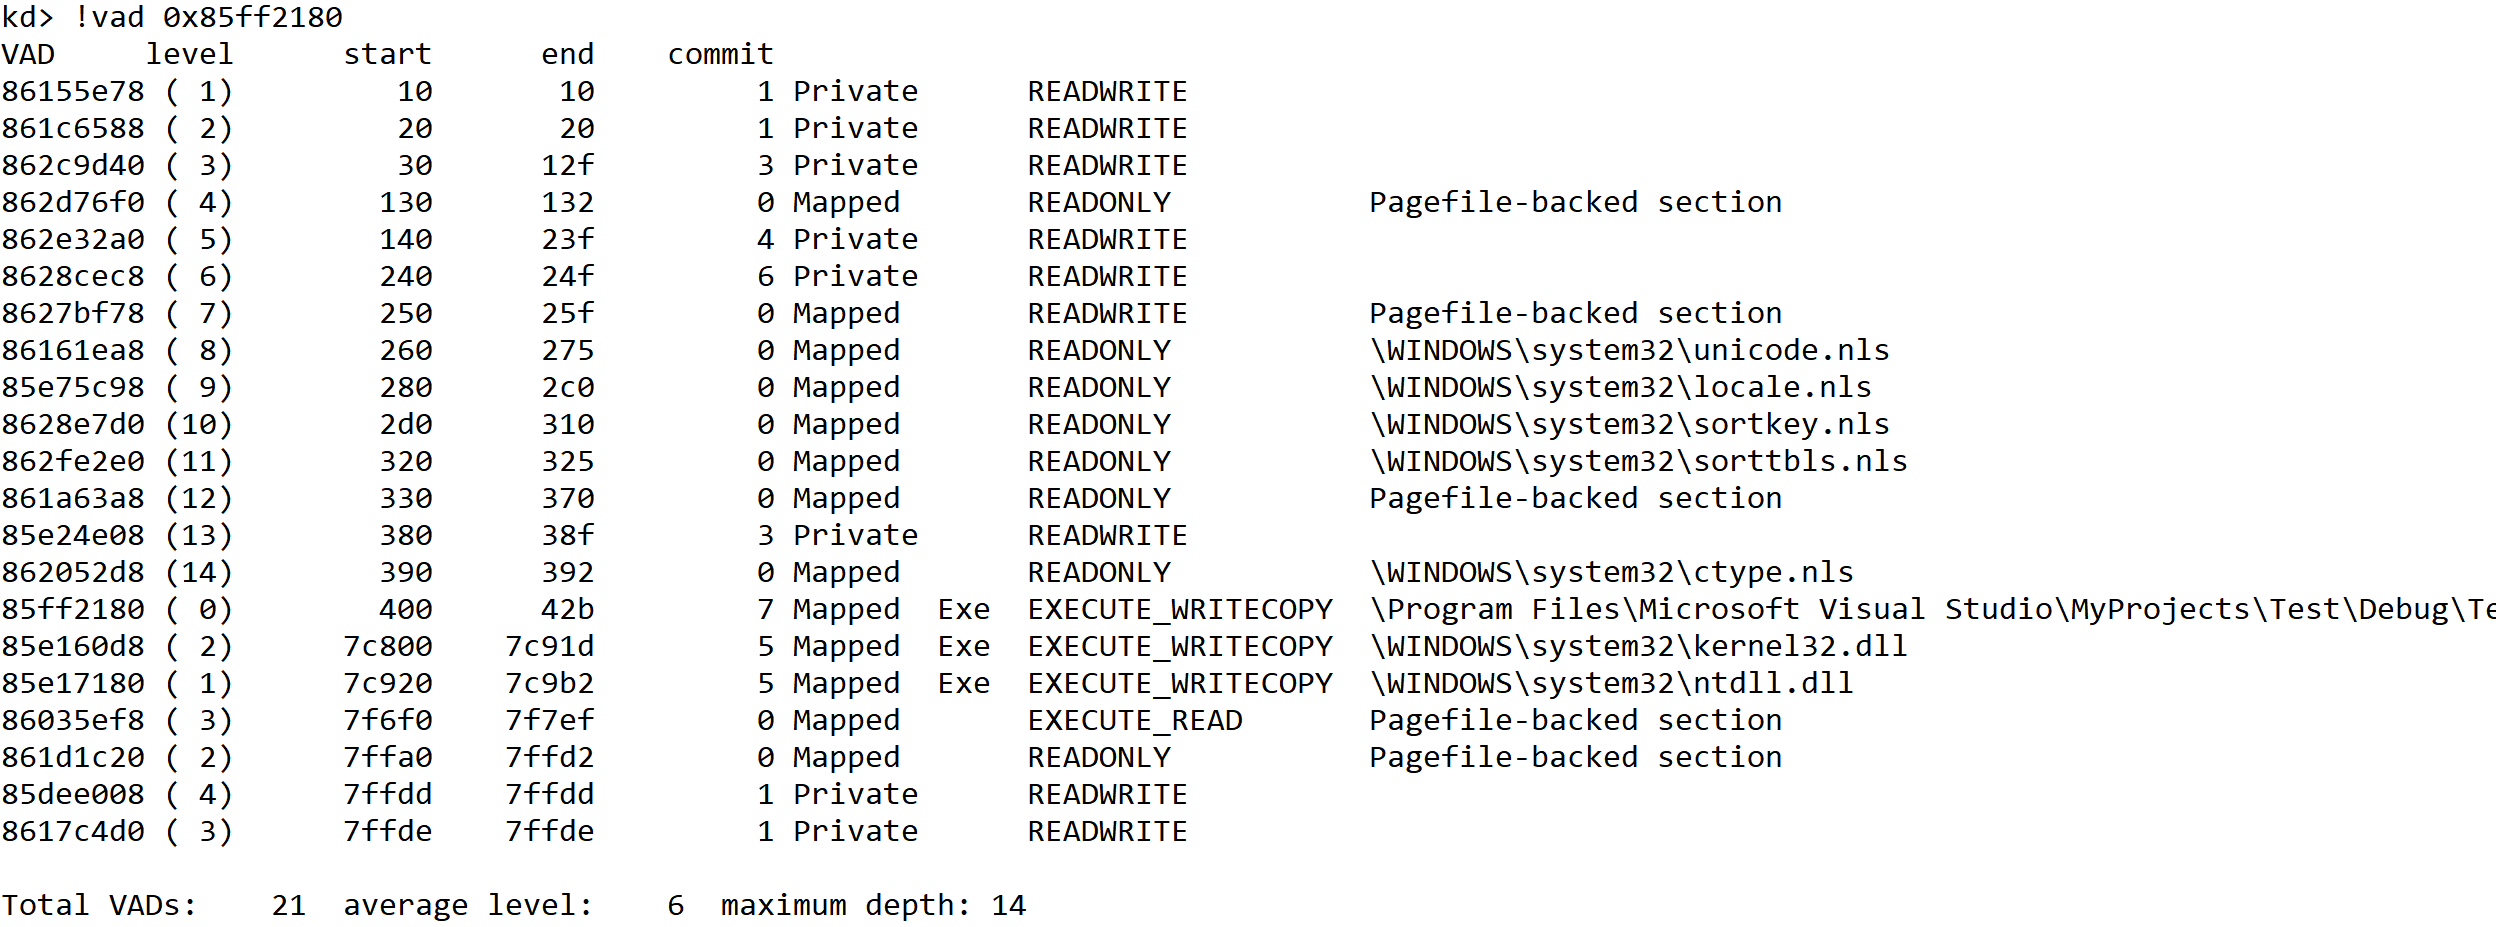 kd> !vad 0x85ff2180
VAD     level      start      end    commit
86155e78 ( 1)         10       10         1 Private      READWRITE
861c6588 ( 2)         20       20         1 Private      READWRITE
862c9d40 ( 3)         30      12f         3 Private      READWRITE
862d76f0 ( 4)        130      132         0 Mapped       READONLY           Pagefile-backed section
862e32a0 ( 5)        140      23f         4 Private      READWRITE
8628cec8 ( 6)        240      24f         6 Private      READWRITE
8627bf78 ( 7)        250      25f         0 Mapped       READWRITE          Pagefile-backed section
86161ea8 ( 8)        260      275         0 Mapped       READONLY           \WINDOWS\system32\unicode.nls
85e75c98 ( 9)        280      2c0         0 Mapped       READONLY           \WINDOWS\system32\locale.nls
8628e7d0 (10)        2d0      310         0 Mapped       READONLY           \WINDOWS\system32\sortkey.nls
862fe2e0 (11)        320      325         0 Mapped       READONLY           \WINDOWS\system32\sorttbls.nls
861a63a8 (12)        330      370         0 Mapped       READONLY           Pagefile-backed section
85e24e08 (13)        380      38f         3 Private      READWRITE
862052d8 (14)        390      392         0 Mapped       READONLY           \WINDOWS\system32\ctype.nls
85ff2180 ( 0)        400      42b         7 Mapped  Exe  EXECUTE_WRITECOPY  \Program Files\Microsoft Visual Studio\MyProjects\Test\Debug\Te
85e160d8 ( 2)      7c800    7c91d         5 Mapped  Exe  EXECUTE_WRITECOPY  \WINDOWS\system32\kernel32.dll
85e17180 ( 1)      7c920    7c9b2         5 Mapped  Exe  EXECUTE_WRITECOPY  \WINDOWS\system32\ntdll.dll
86035ef8 ( 3)      7f6f0    7f7ef         0 Mapped       EXECUTE_READ       Pagefile-backed section
861d1c20 ( 2)      7ffa0    7ffd2         0 Mapped       READONLY           Pagefile-backed section
85dee008 ( 4)      7ffdd    7ffdd         1 Private      READWRITE
8617c4d0 ( 3)      7ffde    7ffde         1 Private      READWRITE
Total VADs:    21  average level:    6  maximum depth: 14